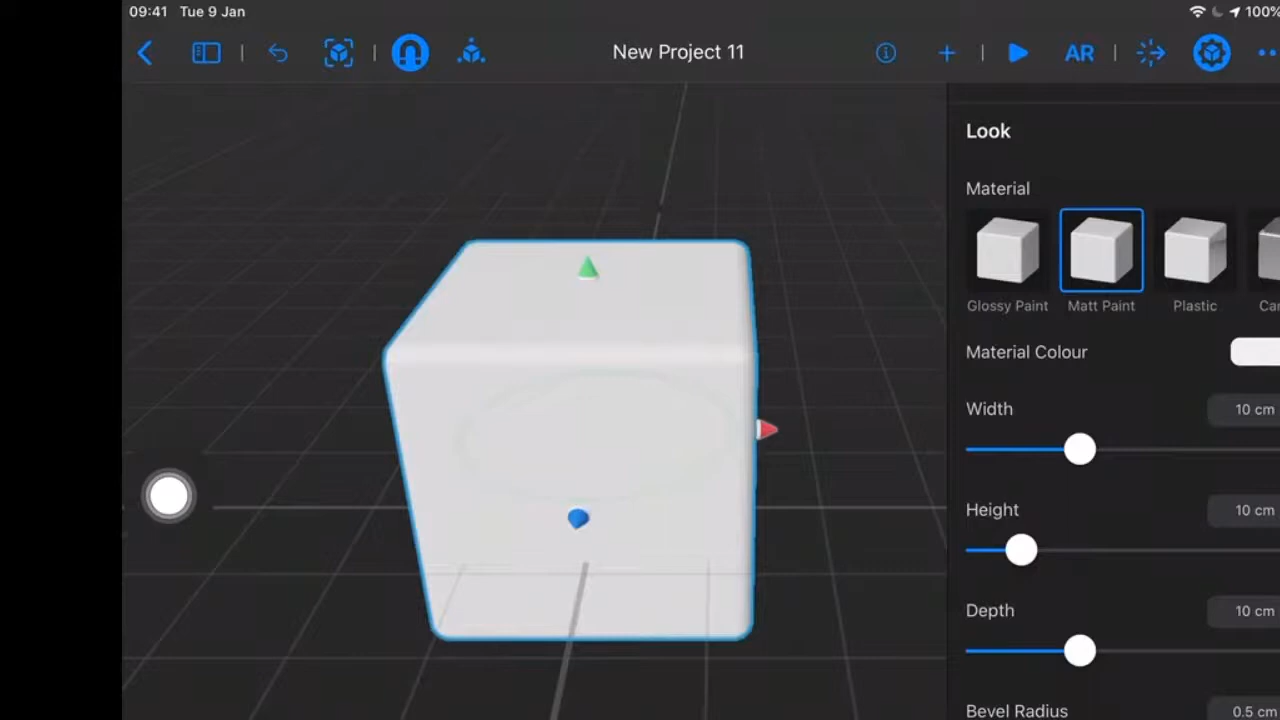 09:41 Tue 9 Jan
100%
New Project 11
AR
Look
Material
Glossy Paint
Matt Paint
Plastic
Material Colour
Width
10 cm
Height
10 cm
Depth
10 cm
Bevel Radius
0.5 cm